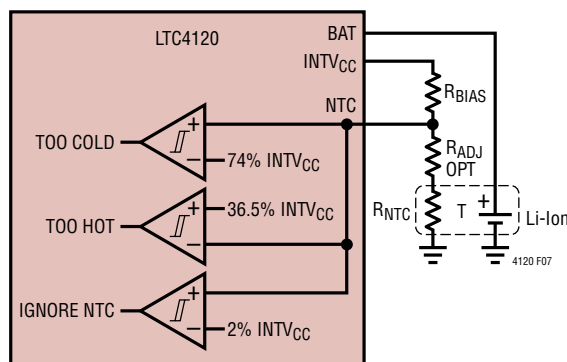 LTC4120
BAT
INTVCC
NTC
RBIAS
TOO COLD
+
–
74% INTVCC
RADJ
OPT
TOO HOT
36.5% INTVCC
+
–
RNTC
T
+
Li-Ion
4120 F07
IGNORE NTC
+
–
2% INTVCC